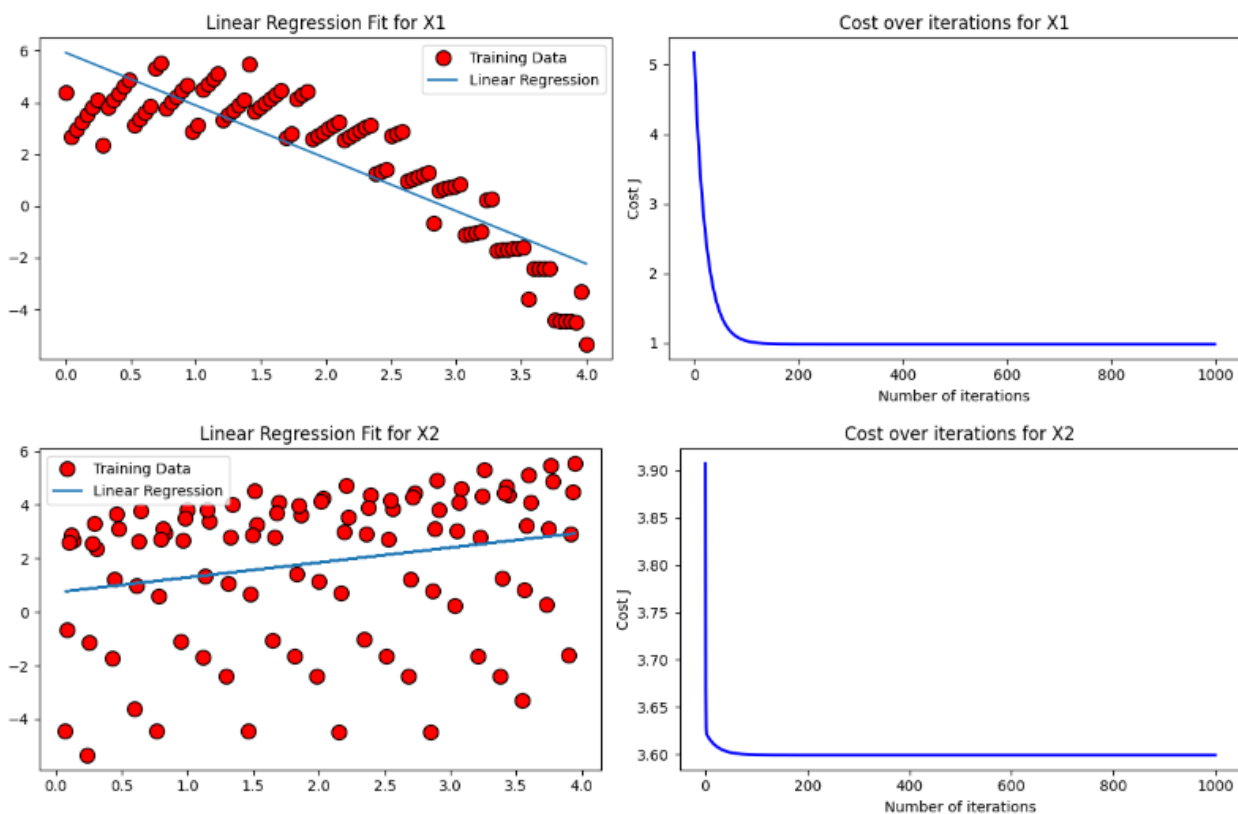 Linear Regression Fit for X1
6
4
2
0
−2
−4
0.0 0.5 1.0 1.5 2.0 2.5 3.0 3.5 4.0
Training Data
Linear Regression
Cost over iterations for X1
Cost J
5
4
3
2
1
0 200 400 600 800 1000
Number of iterations
Linear Regression Fit for X2
6
4
2
0
−2
−4
0.0 0.5 1.0 1.5 2.0 2.5 3.0 3.5 4.0
Training Data
Linear Regression
Cost over iterations for X2
Cost J
3.90
3.85
3.80
3.75
3.70
3.65
3.60
0 200 400 600 800 1000
Number of iterations